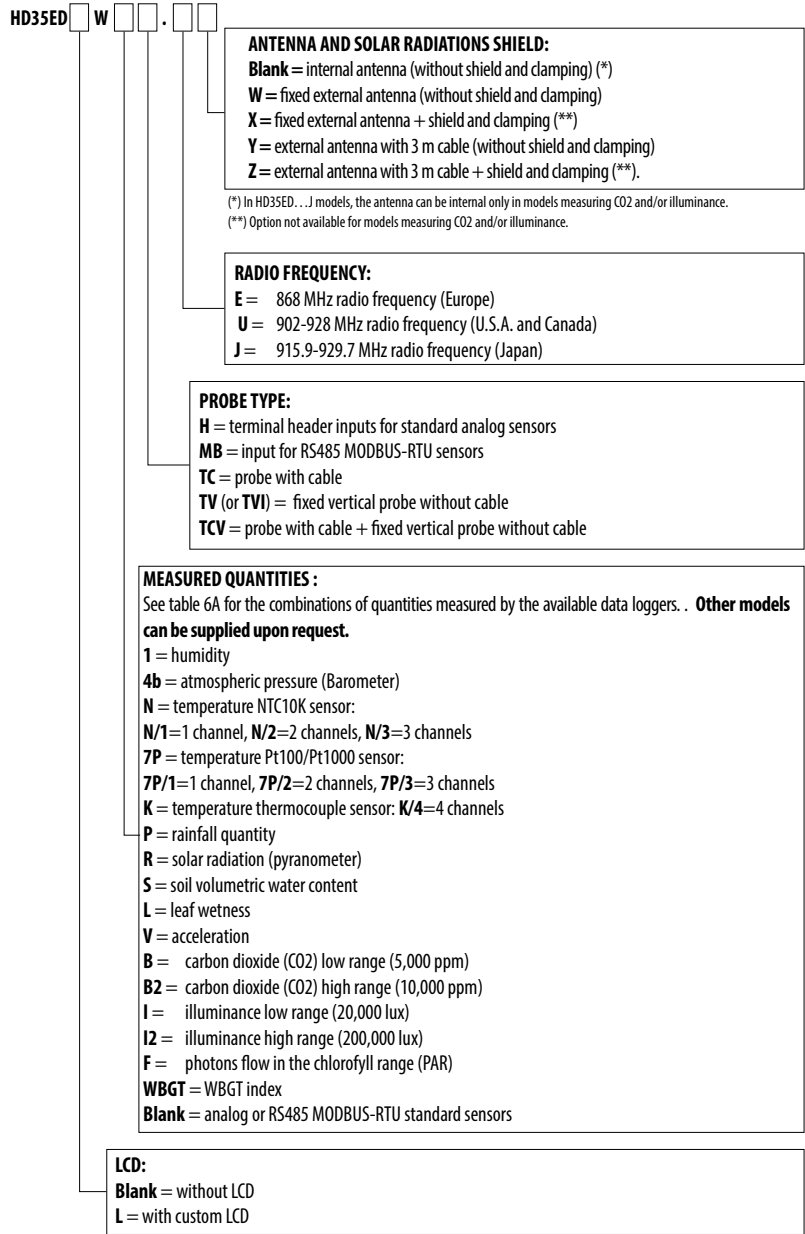 HD35ED W .
ANTENNA AND SOLAR RADIATIONS SHIELD:
Blank = internal antenna (without shield and clamping) (*)
W = fixed external antenna (without shield and clamping)
X = fixed external antenna + shield and clamping (**)
Y = external antenna with 3 m cable (without shield and clamping)
Z = external antenna with 3 m cable + shield and clamping (**).
(*) In HD35ED…J models, the antenna can be internal only in models measuring CO2 and/or illuminance.
(**) Option not available for models measuring CO2 and/or illuminance.
RADIO FREQUENCY:
E = 868 MHz radio frequency (Europe)
U = 902-928 MHz radio frequency (U.S.A. and Canada)
J = 915.9-929.7 MHz radio frequency (Japan)
PROBE TYPE:
H = terminal header inputs for standard analog sensors
MB = input for RS485 MODBUS-RTU sensors
TC = probe with cable
TV (or TVI) = fixed vertical probe without cable
TCV = probe with cable + fixed vertical probe without cable
MEASURED QUANTITIES :
See table 6A for the combinations of quantities measured by the available data loggers. . Other models
can be supplied upon request.
1 = humidity
4b = atmospheric pressure (Barometer)
N = temperature NTC10K sensor:
N/1=1 channel, N/2=2 channels, N/3=3 channels
7P = temperature Pt100/Pt1000 sensor:
7P/1=1 channel, 7P/2=2 channels, 7P/3=3 channels
K = temperature thermocouple sensor: K/4=4 channels
P = rainfall quantity
R = solar radiation (pyranometer)
S = soil volumetric water content
L = leaf wetness
V = acceleration
B = carbon dioxide (CO2) low range (5,000 ppm)
B2 = carbon dioxide (CO2) high range (10,000 ppm)
I = illuminance low range (20,000 lux)
I2 = illuminance high range (200,000 lux)
F = photons flow in the chlorofyll range (PAR)
WBGT = WBGT index
Blank = analog or RS485 MODBUS-RTU standard sensors
LCD:
Blank = without LCD
L = with custom LCD